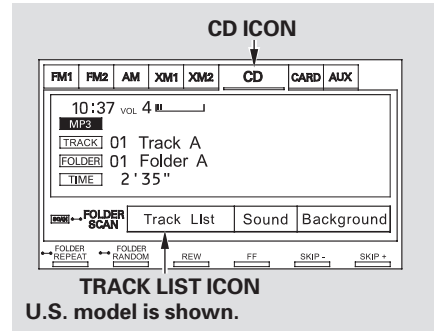 CD ICON
FM1 FM2 AM XM1 XM2 CD CARD AUX
10:37 VOL 4
MP3
TRACK 01 Track A
FOLDER 01 Folder A
TIME 2'35"
SCAN FOLDER SCAN Track LIst Sound Background
FOLDER REPEAT FOLDER RANDOM REW FF SKIP - SKIP +
TRACK LIST ICON
U.S. model is shown.